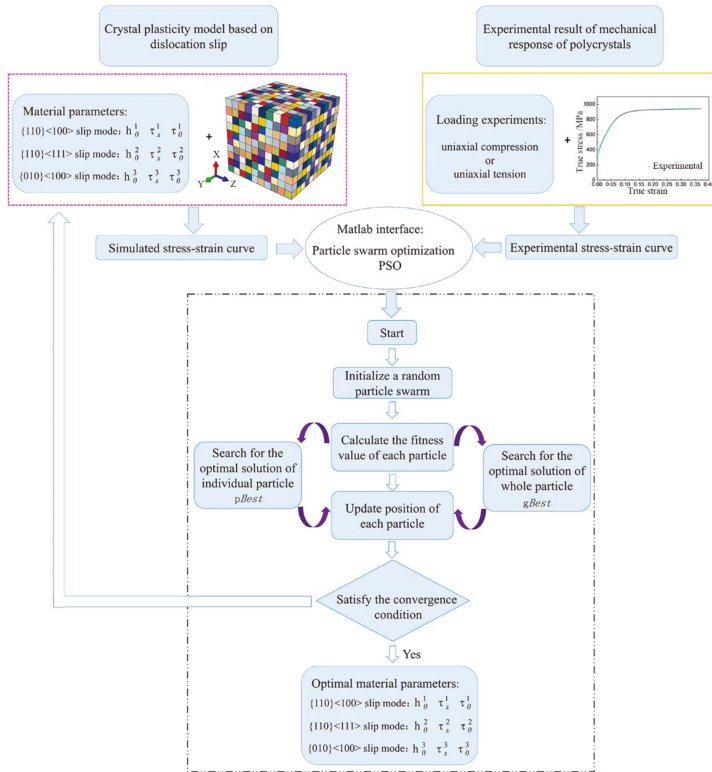 Crystal plasticity model based on
dislocation slip
Experimental result of mechanical
response of polycrystals
Material parameters:
{110}<100> slip mode: h₀¹ τₛ¹ τ₀¹
{110}<111> slip mode: h₀² τₛ² τ₀²
{010}<100> slip mode: h₀³ τₛ³ τ₀³
+
X
Y
Z
Loading experiments:
uniaxial compression
or
uniaxial tension
+
True stress /MPa
1000
800
600
400
200
0
0.00 0.05 0.10 0.15 0.20 0.25 0.30 0.35 0.40
True strain
Experimental
Simulated stress-strain curve
Matlab interface:
Particle swarm optimization
PSO
Experimental stress-strain curve
Start
Initialize a random
particle swarm
Calculate the fitness
value of each particle
Search for the
optimal solution of
individual particle
pBest
Search for the
optimal solution of
whole particle
gBest
Update position of
each particle
Satisfy the convergence
condition
Yes
Optimal material parameters:
{110}<100> slip mode: h₀¹ τₛ¹ τ₀¹
{110}<111> slip mode: h₀² τₛ² τ₀²
{010}<100> slip mode: h₀³ τₛ³ τ₀³